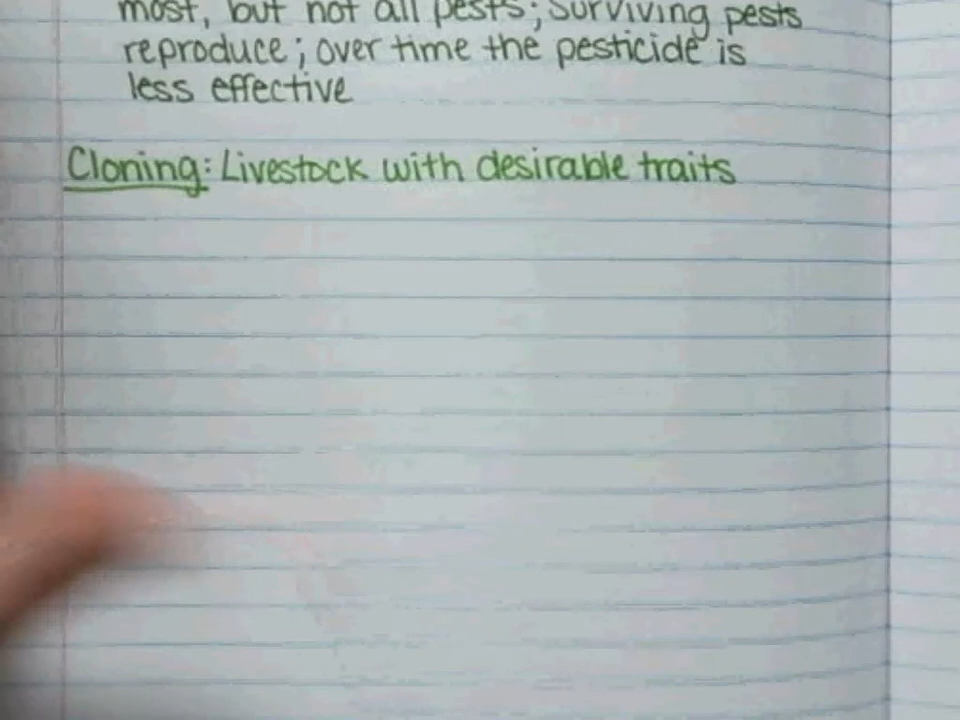 most, but not all pests; surviving pests
reproduce; over time the pesticide is
less effective
Cloning: Livestock with desirable traits